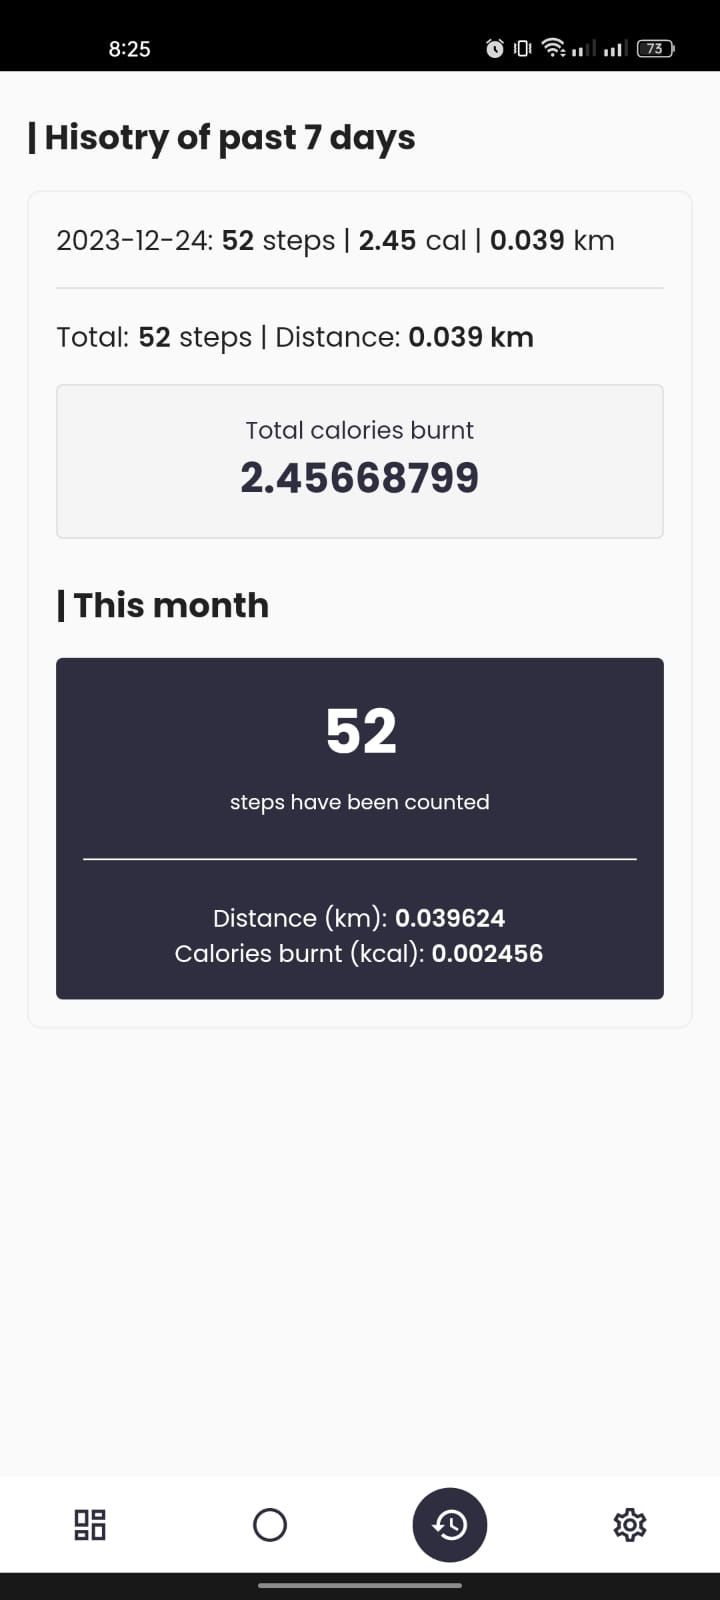 8:25
73
| Hisotry of past 7 days
2023-12-24: 52 steps | 2.45 cal | 0.039 km
Total: 52 steps | Distance: 0.039 km
Total calories burnt
2.45668799
| This month
52
steps have been counted
Distance (km): 0.039624
Calories burnt (kcal): 0.002456